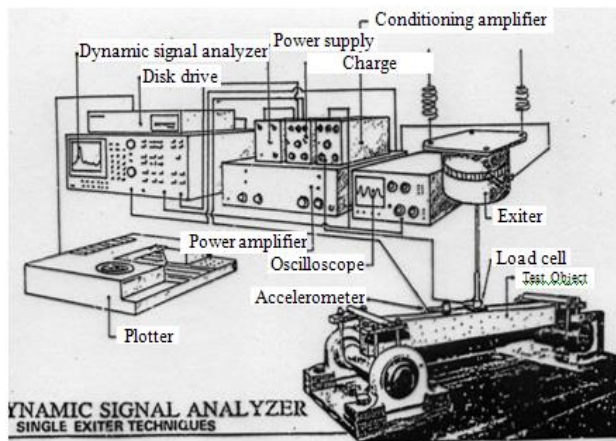 Conditioning amplifier
Power supply
Dynamic signal analyzer
Charge
Disk drive
Exiter
Power amplifier
Oscilloscope
Load cell
Test Object
Accelerometer
Plotter
YNAMIC SIGNAL ANALYZER
SINGLE EXITER TECHNIQUES